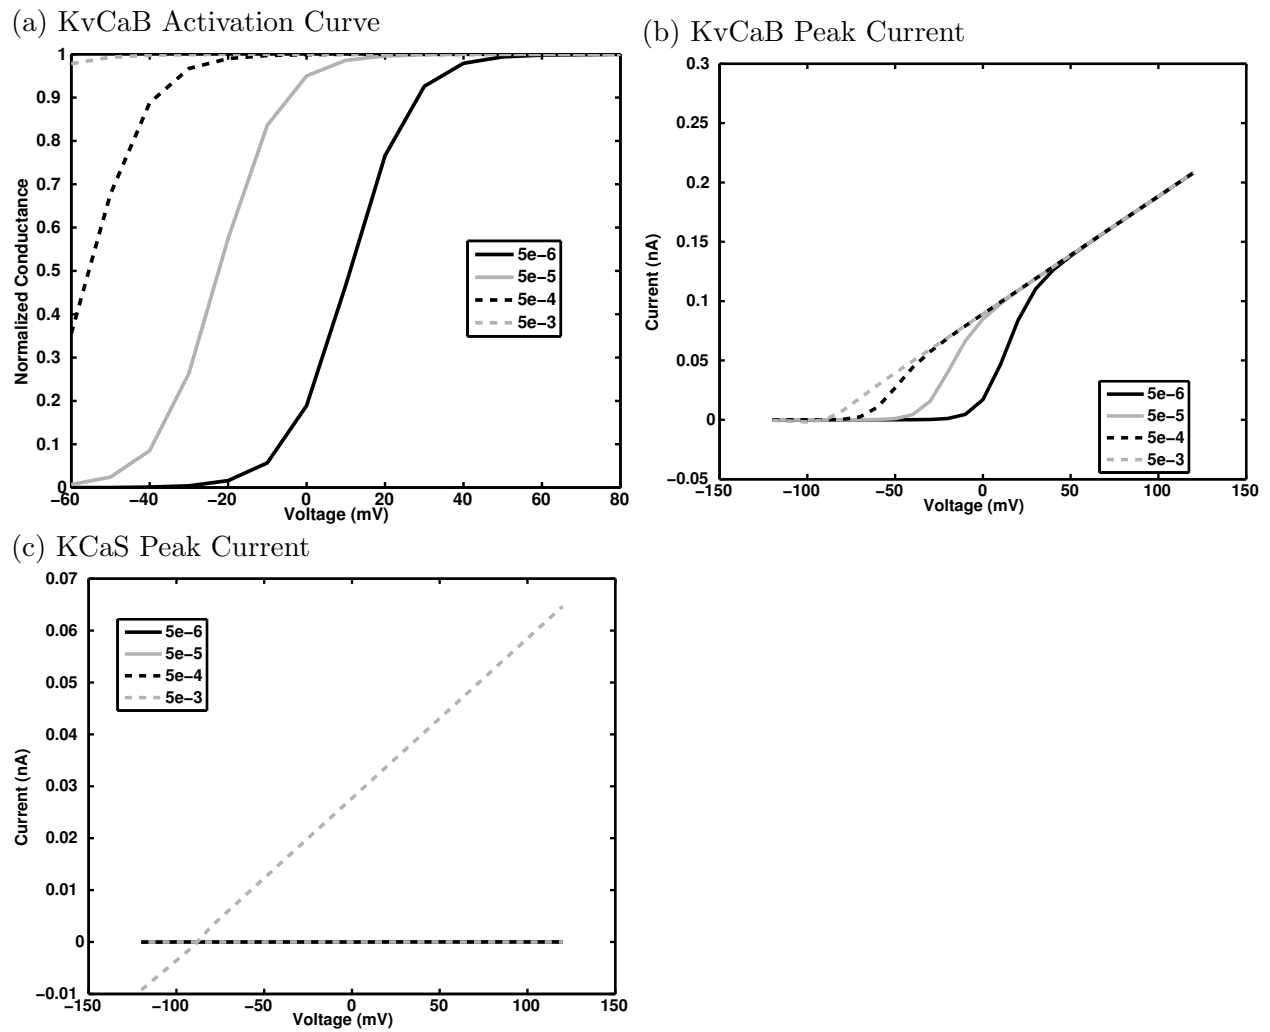 (a) KvCaB Activation Curve
1
0.9
0.8
0.7
0.6
0.5
0.4
0.3
0.2
0.1
0
Normalized Conductance
−60
−40
−20
0
20
40
60
80
Voltage (mV)
5e−6
5e−5
5e−4
5e−3
(b) KvCaB Peak Current
0.3
0.25
0.2
0.15
0.1
0.05
0
−0.05
Current (nA)
−150
−100
−50
0
50
100
150
Voltage (mV)
5e−6
5e−5
5e−4
5e−3
(c) KCaS Peak Current
0.07
0.06
0.05
0.04
0.03
0.02
0.01
0
−0.01
Current (nA)
−150
−100
−50
0
50
100
150
Voltage (mV)
5e−6
5e−5
5e−4
5e−3